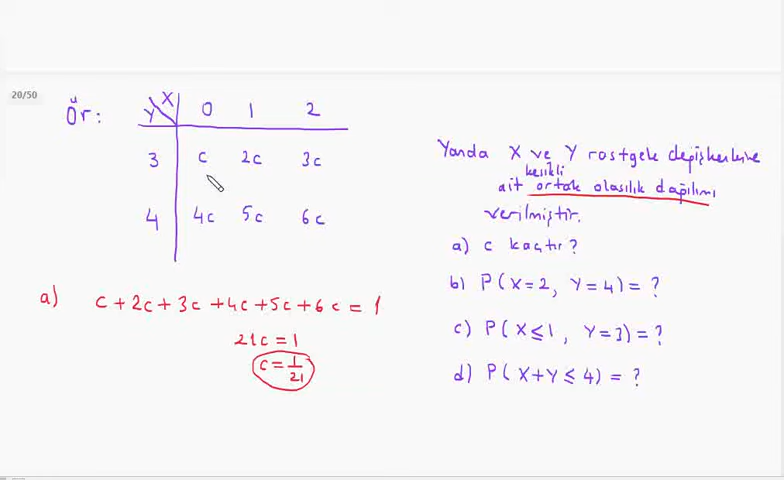 20/50
Ör:
Y X 0 1 2
3 c 2c 3c
4 4c 5c 6c
Yanda X ve Y rastgele değişkenlerine
kesikli
ait ortak olasılık dağılımı
verilmiştir.
a) c kaçtır?
b) P(X=2, Y=4)=?
c) P(X≤1, Y=3)=?
d) P(X+Y≤4)=?
a) c+2c+3c+4c+5c+6c=1
21c=1
c=1/21